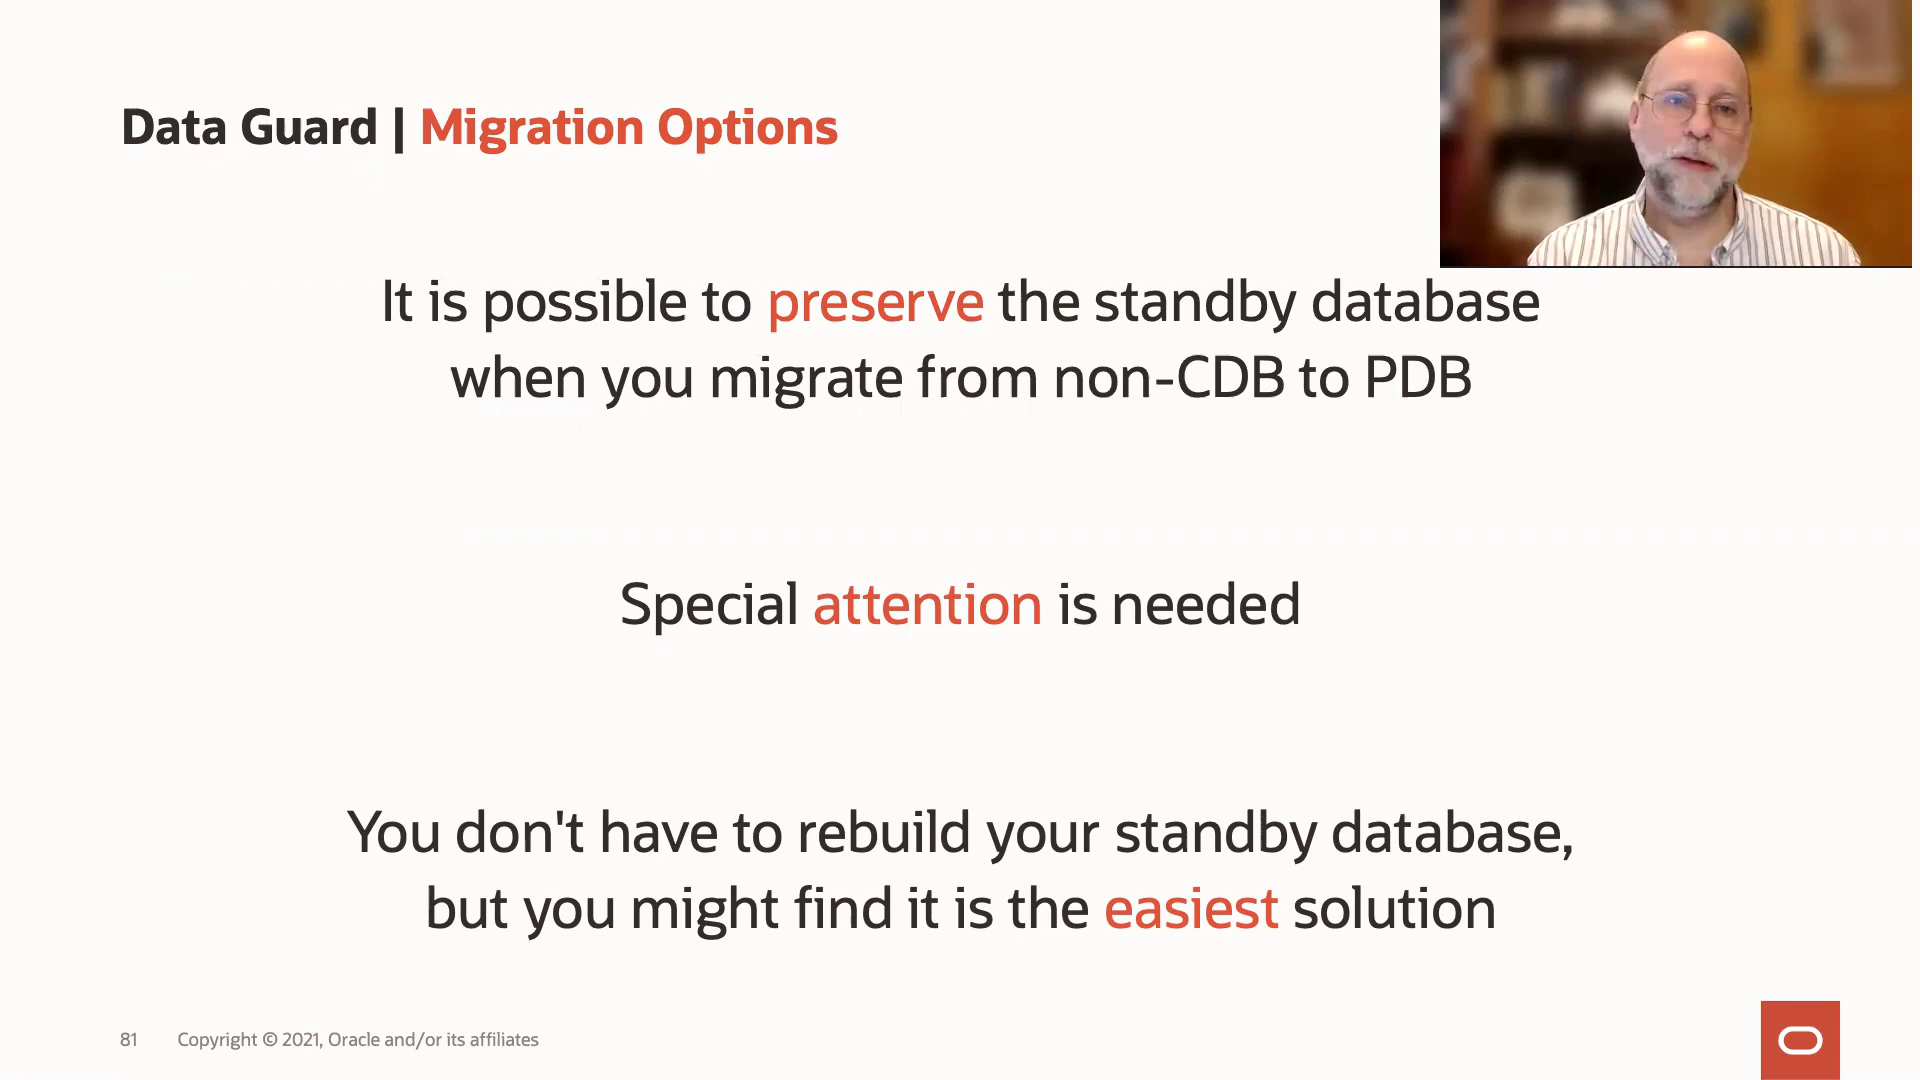 Data Guard | Migration Options
It is possible to preserve the standby database
when you migrate from non-CDB to PDB
Special attention is needed
You don't have to rebuild your standby database,
but you might find it is the easiest solution
81 Copyright © 2021, Oracle and/or its affiliates